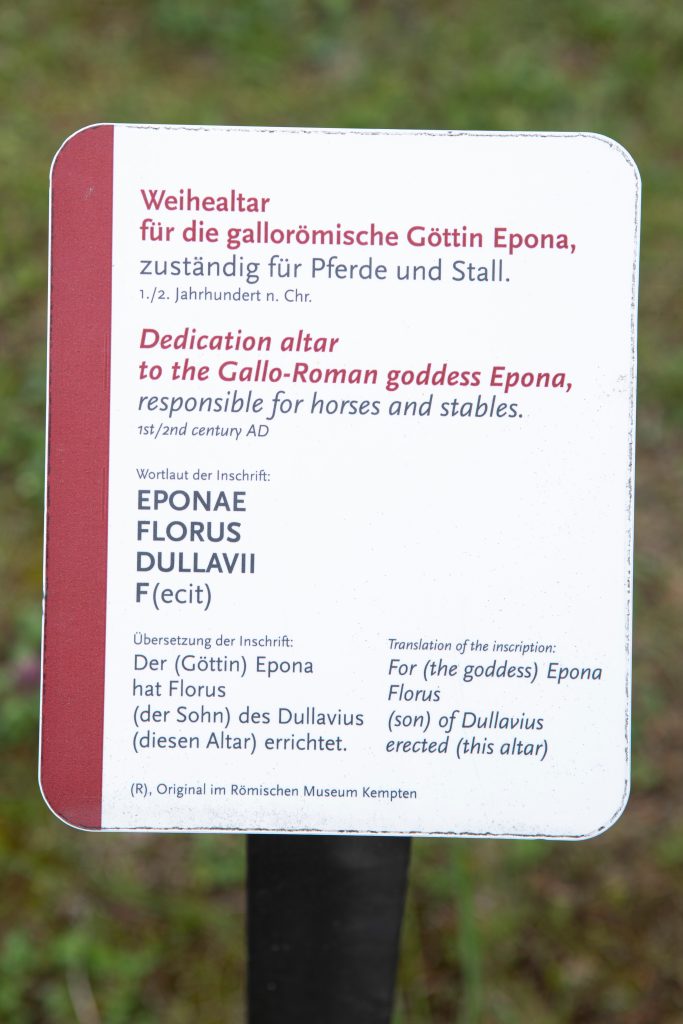 Weihealtar
für die gallorömische Göttin Epona,
zuständig für Pferde und Stall.
1./2. Jahrhundert n. Chr.
Dedication altar
to the Gallo-Roman goddess Epona,
responsible for horses and stables.
1st/2nd century AD
Wortlaut der Inschrift:
EPONAE
FLORUS
DULLAVII
F(ecit)
Übersetzung der Inschrift:
Der (Göttin) Epona
hat Florus
(der Sohn) des Dullavius
(diesen Altar) errichtet.
Translation of the inscription:
For (the goddess) Epona
Florus
(son) of Dullavius
erected (this altar)
(R), Original im Römischen Museum Kempten